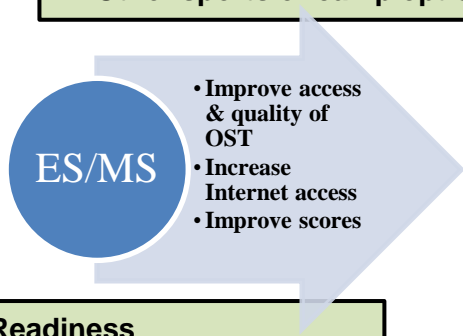 • Improve access
& quality of
OST
ES/MS
• Increase
Internet access
• Improve scores
Readiness